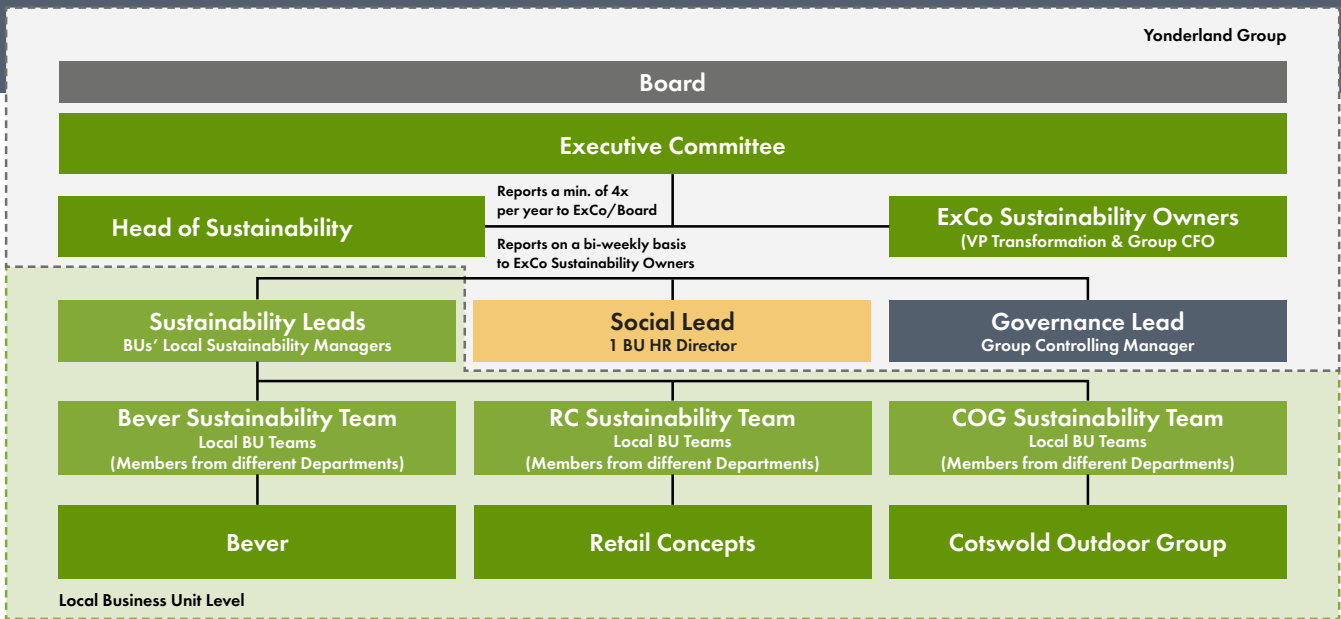 Yonderland Group
Board
Executive Committee
Reports a min. of 4x
per year to ExCo/Board
Head of Sustainability
ExCo Sustainability Owners
(VP Transformation & Group CFO
Reports on a bi-weekly basis
to ExCo Sustainability Owners
Sustainability Leads
BUs’ Local Sustainability Managers
Social Lead
1 BU HR Director
Governance Lead
Group Controlling Manager
Bever Sustainability Team
Local BU Teams
(Members from different Departments)
RC Sustainability Team
Local BU Teams
(Members from different Departments)
COG Sustainability Team
Local BU Teams
(Members from different Departments)
Bever
Retail Concepts
Cotswold Outdoor Group
Local Business Unit Level